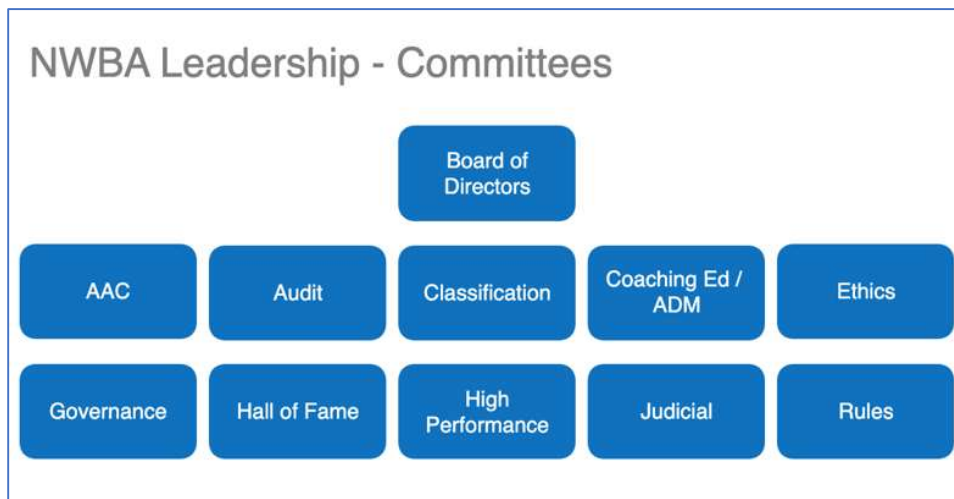 NWBA Leadership - Committees
Board of
Directors
AAC
Audit
Classification
Coaching Ed /
ADM
Ethics
Governance
Hall of Fame
High
Performance
Judicial
Rules